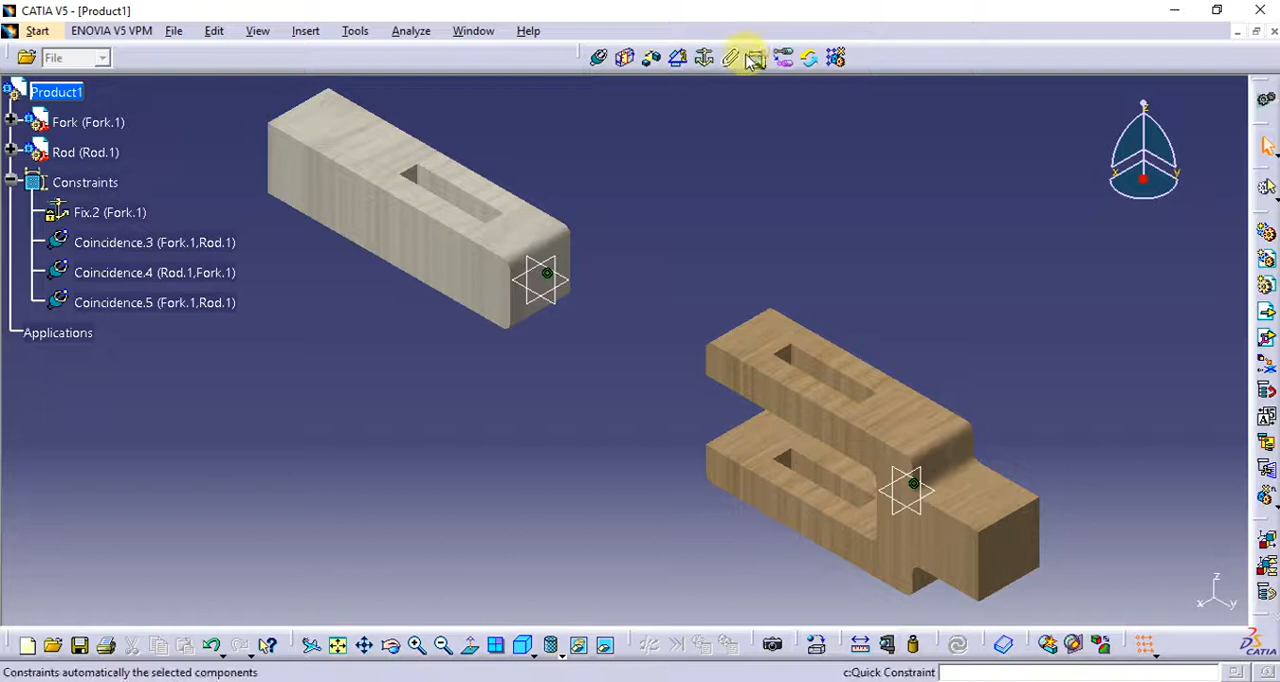 CATIA V5 - [Product1]
Start ENOVIA V5 VPM File Edit View Insert Tools Analyze Window Help
File
Product1
Fork (Fork.1)
Rod (Rod.1)
Constraints
Fix.2 (Fork.1)
Coincidence.3 (Fork.1,Rod.1)
Coincidence.4 (Rod.1,Fork.1)
Coincidence.5 (Fork.1,Rod.1)
Applications
z
x y
z
x y
CATIA
Constraints automatically the selected components c:Quick Constraint